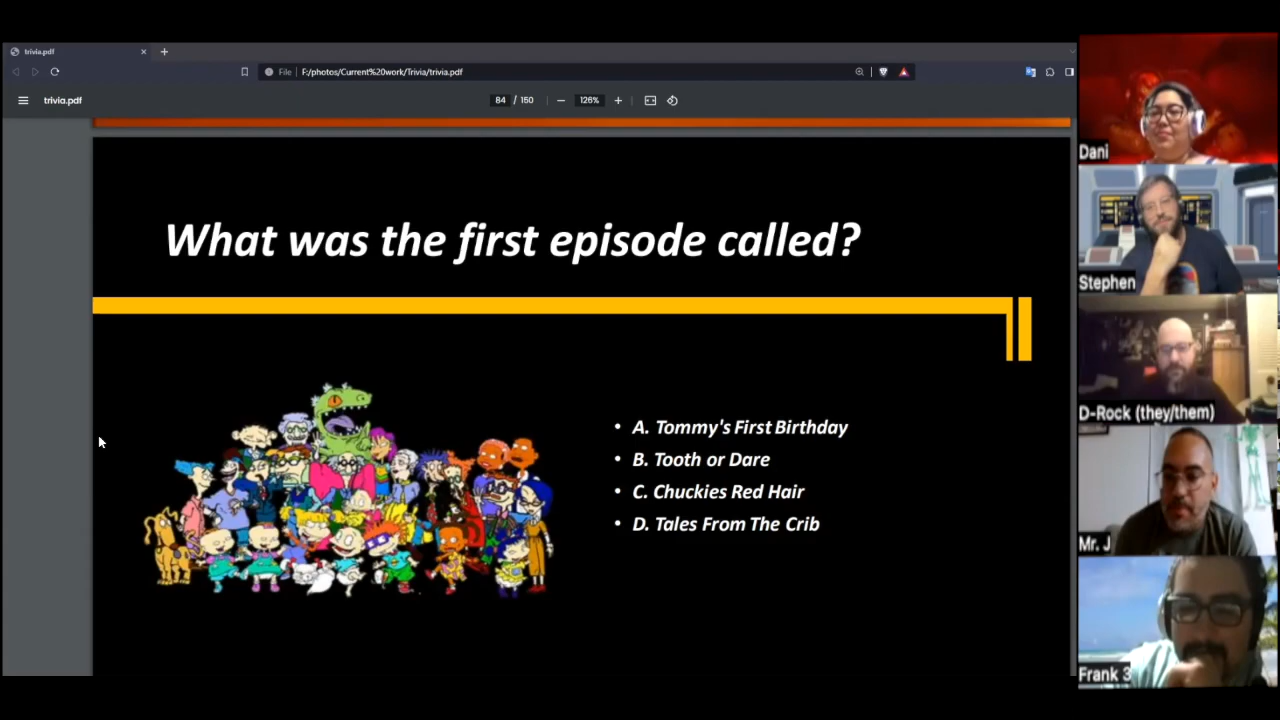 trivia.pdf
File F:/photos/Current%20work/Trivia/trivia.pdf
trivia.pdf 84 / 150 126%
What was the first episode called?
• A. Tommy's First Birthday
• B. Tooth or Dare
• C. Chuckies Red Hair
• D. Tales From The Crib
Dani
Stephen
D-Rock (they/them)
Mr. J
Frank 3